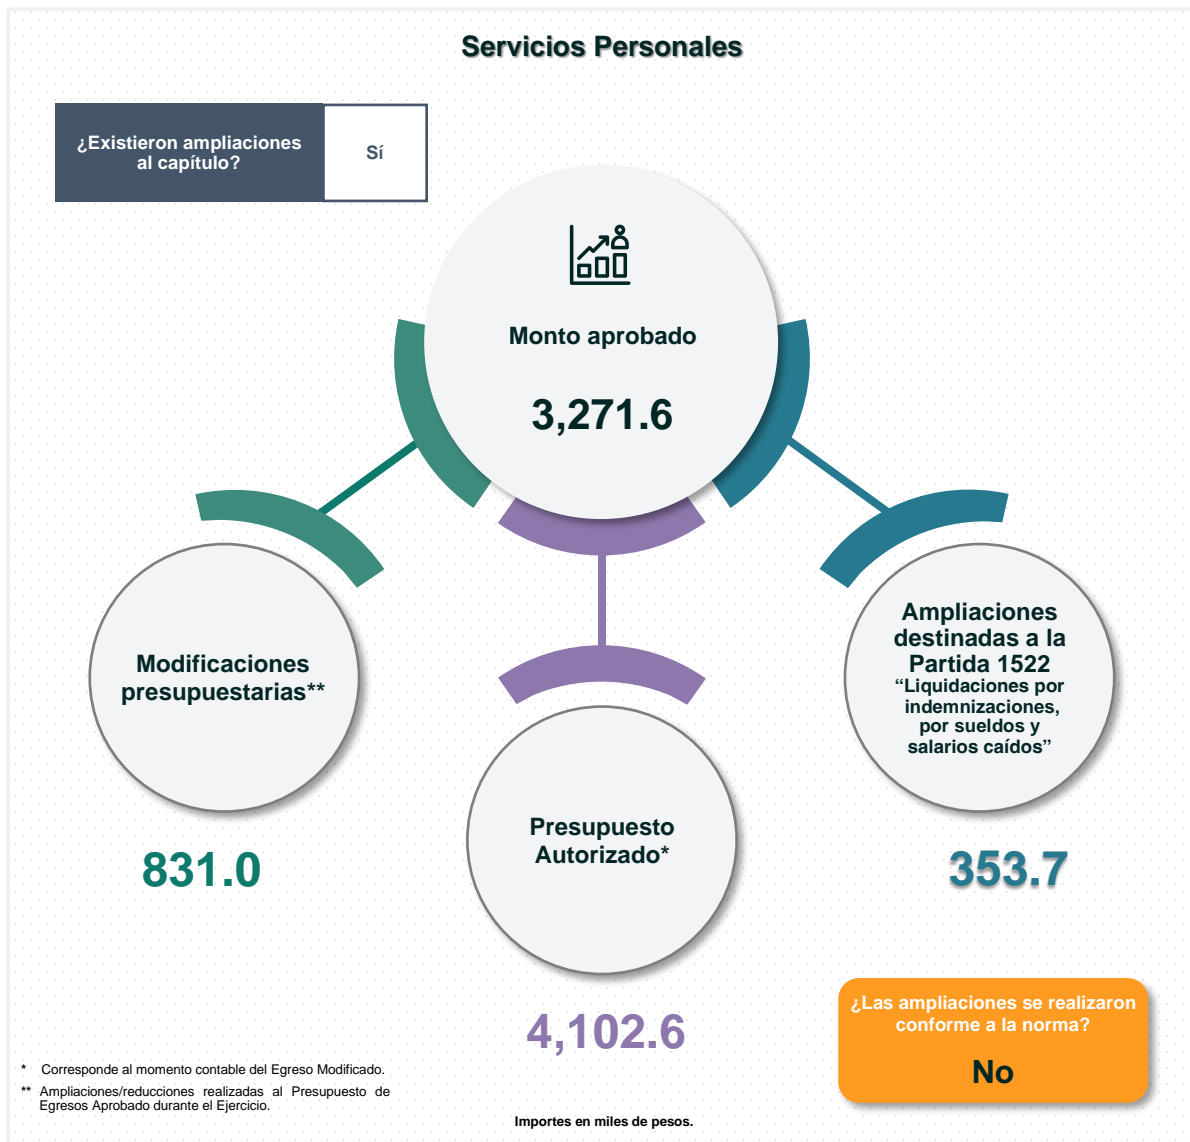 Servicios Personales
¿Existieron ampliaciones
al capítulo?
Sí
Monto aprobado
3,271.6
Modificaciones
presupuestarias**
831.0
Presupuesto
Autorizado*
4,102.6
Ampliaciones
destinadas a la
Partida 1522
“Liquidaciones por
indemnizaciones,
por sueldos y
salarios caídos”
353.7
¿Las ampliaciones se realizaron
conforme a la norma?
No
* Corresponde al momento contable del Egreso Modificado.
** Ampliaciones/reducciones realizadas al Presupuesto de
Egresos Aprobado durante el Ejercicio.
Importes en miles de pesos.